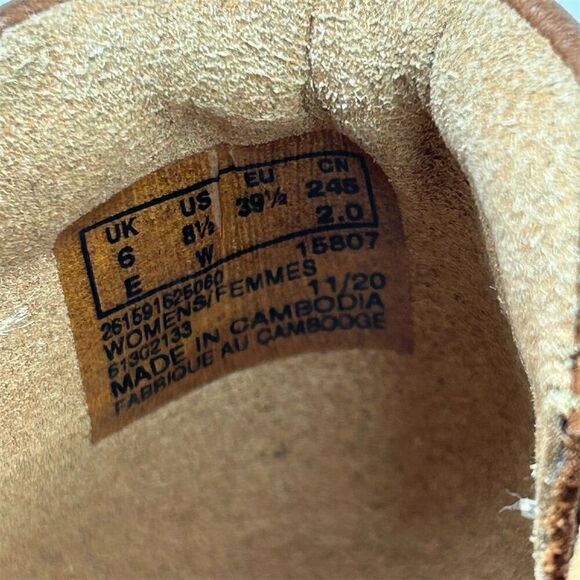 UK US EU CN
6 8½ 39½ 245
E W 2.0
261591525060 15807
WOMENS/FEMMES
61302133 11/20
MADE IN CAMBODIA
FABRIQUE AU CAMBODGE